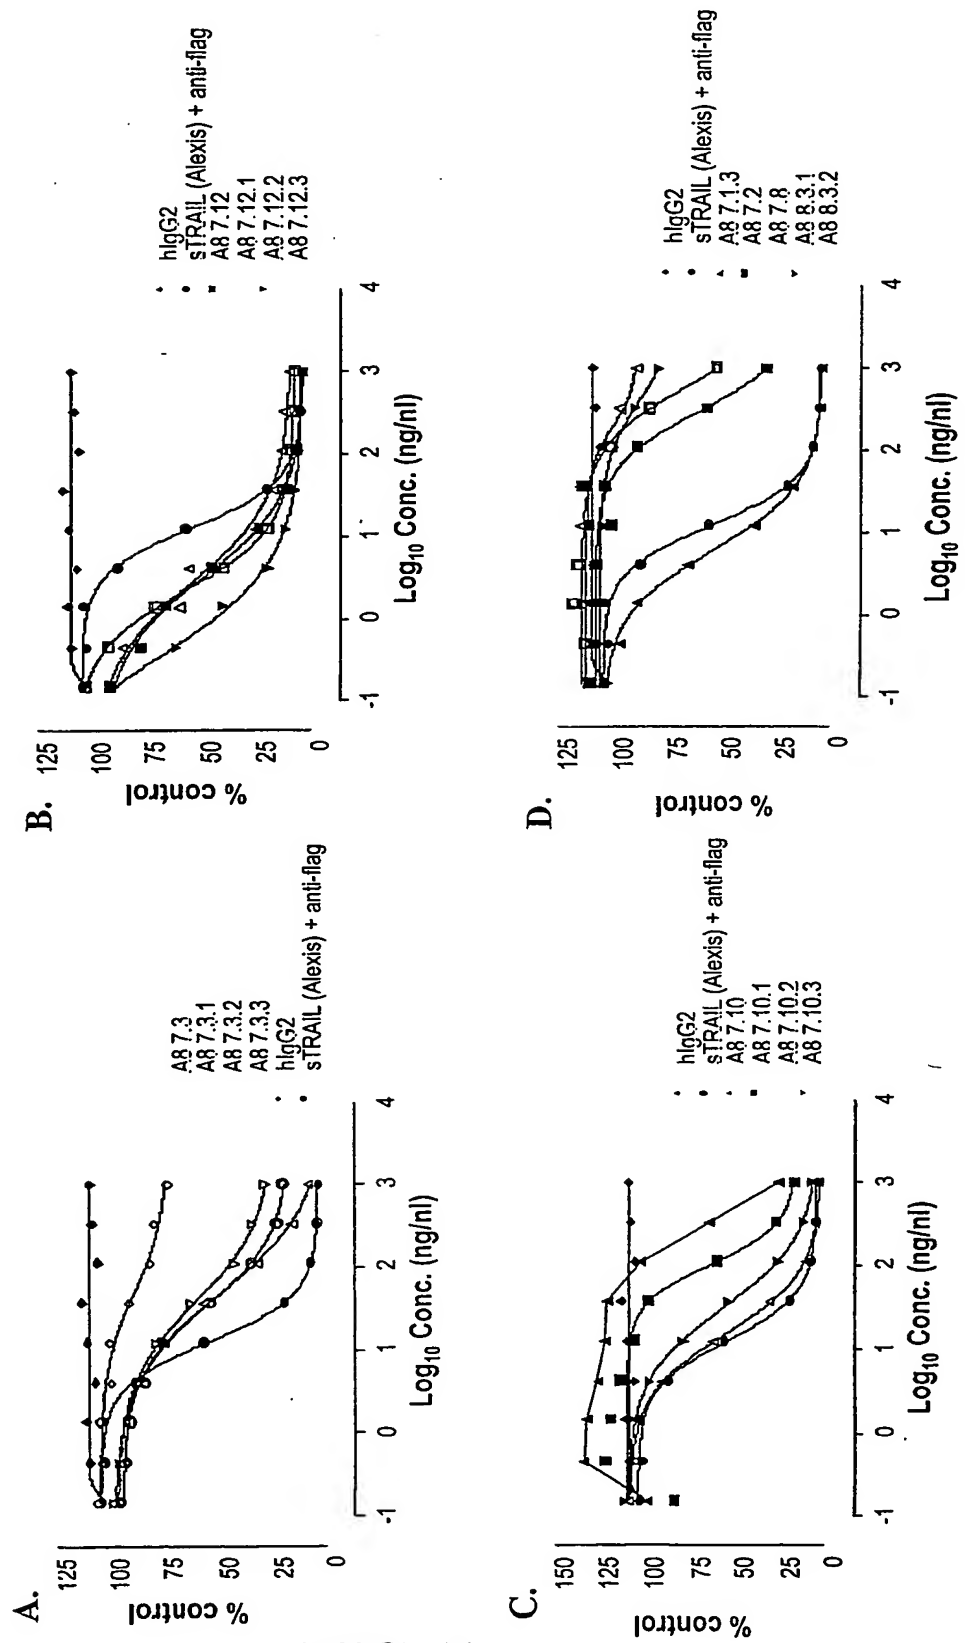 A.
% control
125
100
75
50
25
0
-1
0
1
2
3
4
Log10 Conc. (ng/nl)
A8 7.3
A8 7.3.1
A8 7.3.2
A8 7.3.3
hIgG2
sTRAIL (Alexis) + anti-flag
B.
% control
125
100
75
50
25
0
-1
0
1
2
3
4
Log10 Conc. (ng/nl)
hIgG2
sTRAIL (Alexis) + anti-flag
A8 7.12
A8 7.12.1
A8 7.12.2
A8 7.12.3
C.
% control
150
125
100
75
50
25
0
-1
0
1
2
3
4
Log10 Conc. (ng/nl)
hIgG2
sTRAIL (Alexis) + anti-flag
A8 7.10
A8 7.10.1
A8 7.10.2
A8 7.10.3
D.
% control
125
100
75
50
25
0
-1
0
1
2
3
4
Log10 Conc. (ng/nl)
hIgG2
sTRAIL (Alexis) + anti-flag
A8 7.1.3
A8 7.2
A8 7.8
A8 8.3.1
A8 8.3.2